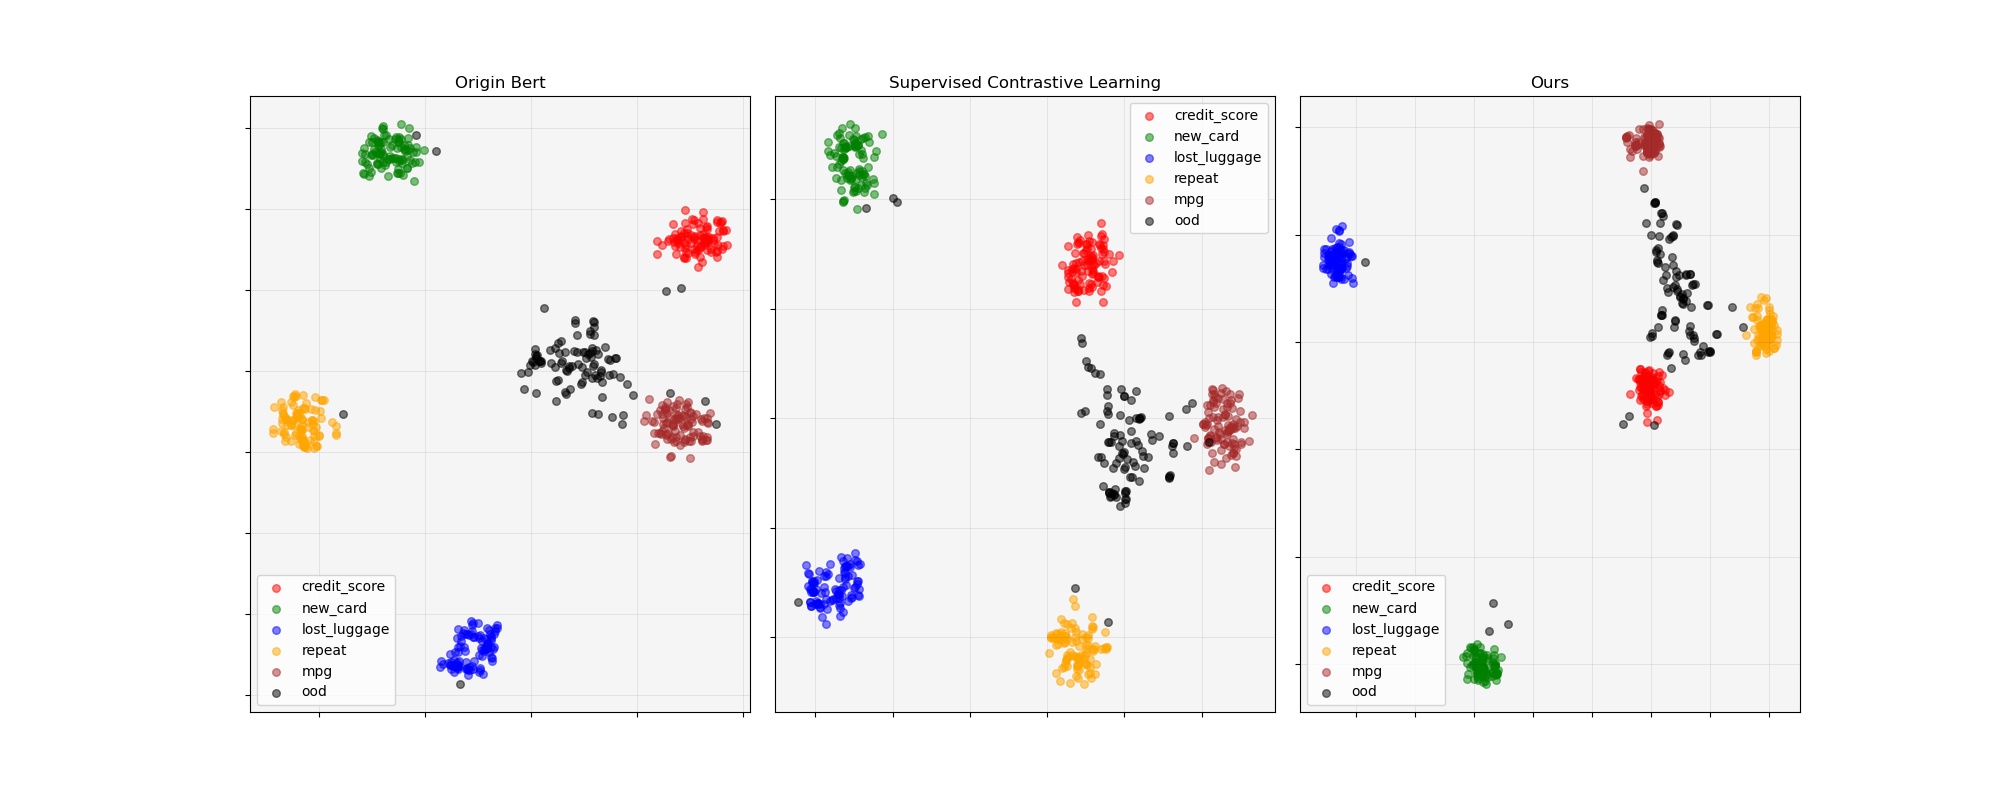 Origin Bert
credit_score
new_card
lost_luggage
repeat
mpg
ood
Supervised Contrastive Learning
credit_score
new_card
lost_luggage
repeat
mpg
ood
Ours
credit_score
new_card
lost_luggage
repeat
mpg
ood